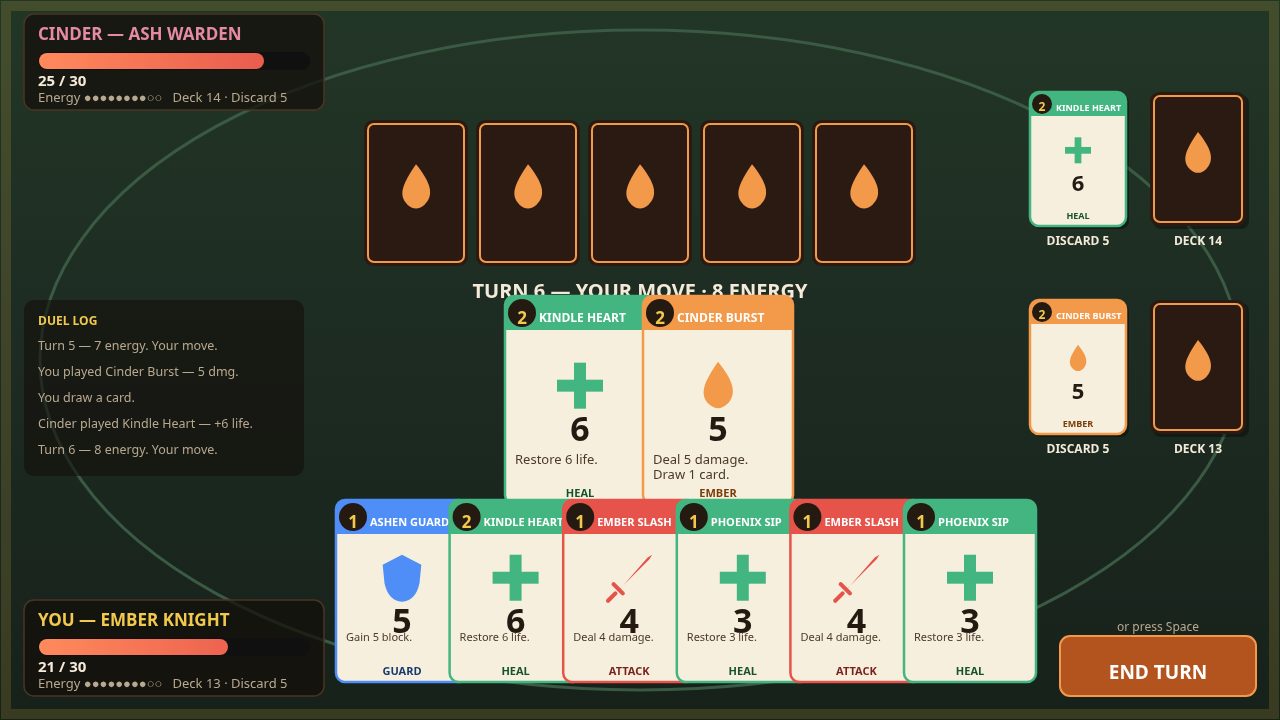 CINDER — ASH WARDEN
25 / 30
Energy ●●●●●●●●○○ Deck 14 · Discard 5
2 KINDLE HEART
6
HEAL
DISCARD 5
DECK 14
TURN 6 — YOUR MOVE · 8 ENERGY
DUEL LOG
Turn 5 — 7 energy. Your move.
You played Cinder Burst — 5 dmg.
You draw a card.
Cinder played Kindle Heart — +6 life.
Turn 6 — 8 energy. Your move.
2 KINDLE HEART
6
Restore 6 life.
HEAL
2 CINDER BURST
5
Deal 5 damage.
Draw 1 card.
EMBER
2 CINDER BURST
5
EMBER
DISCARD 5
DECK 13
1 ASHEN GUARD
5
Gain 5 block.
GUARD
2 KINDLE HEART
6
Restore 6 life.
HEAL
1 EMBER SLASH
4
Deal 4 damage.
ATTACK
1 PHOENIX SIP
3
Restore 3 life.
HEAL
1 EMBER SLASH
4
Deal 4 damage.
ATTACK
1 PHOENIX SIP
3
Restore 3 life.
HEAL
YOU — EMBER KNIGHT
21 / 30
Energy ●●●●●●●●○○ Deck 13 · Discard 5
or press Space
END TURN